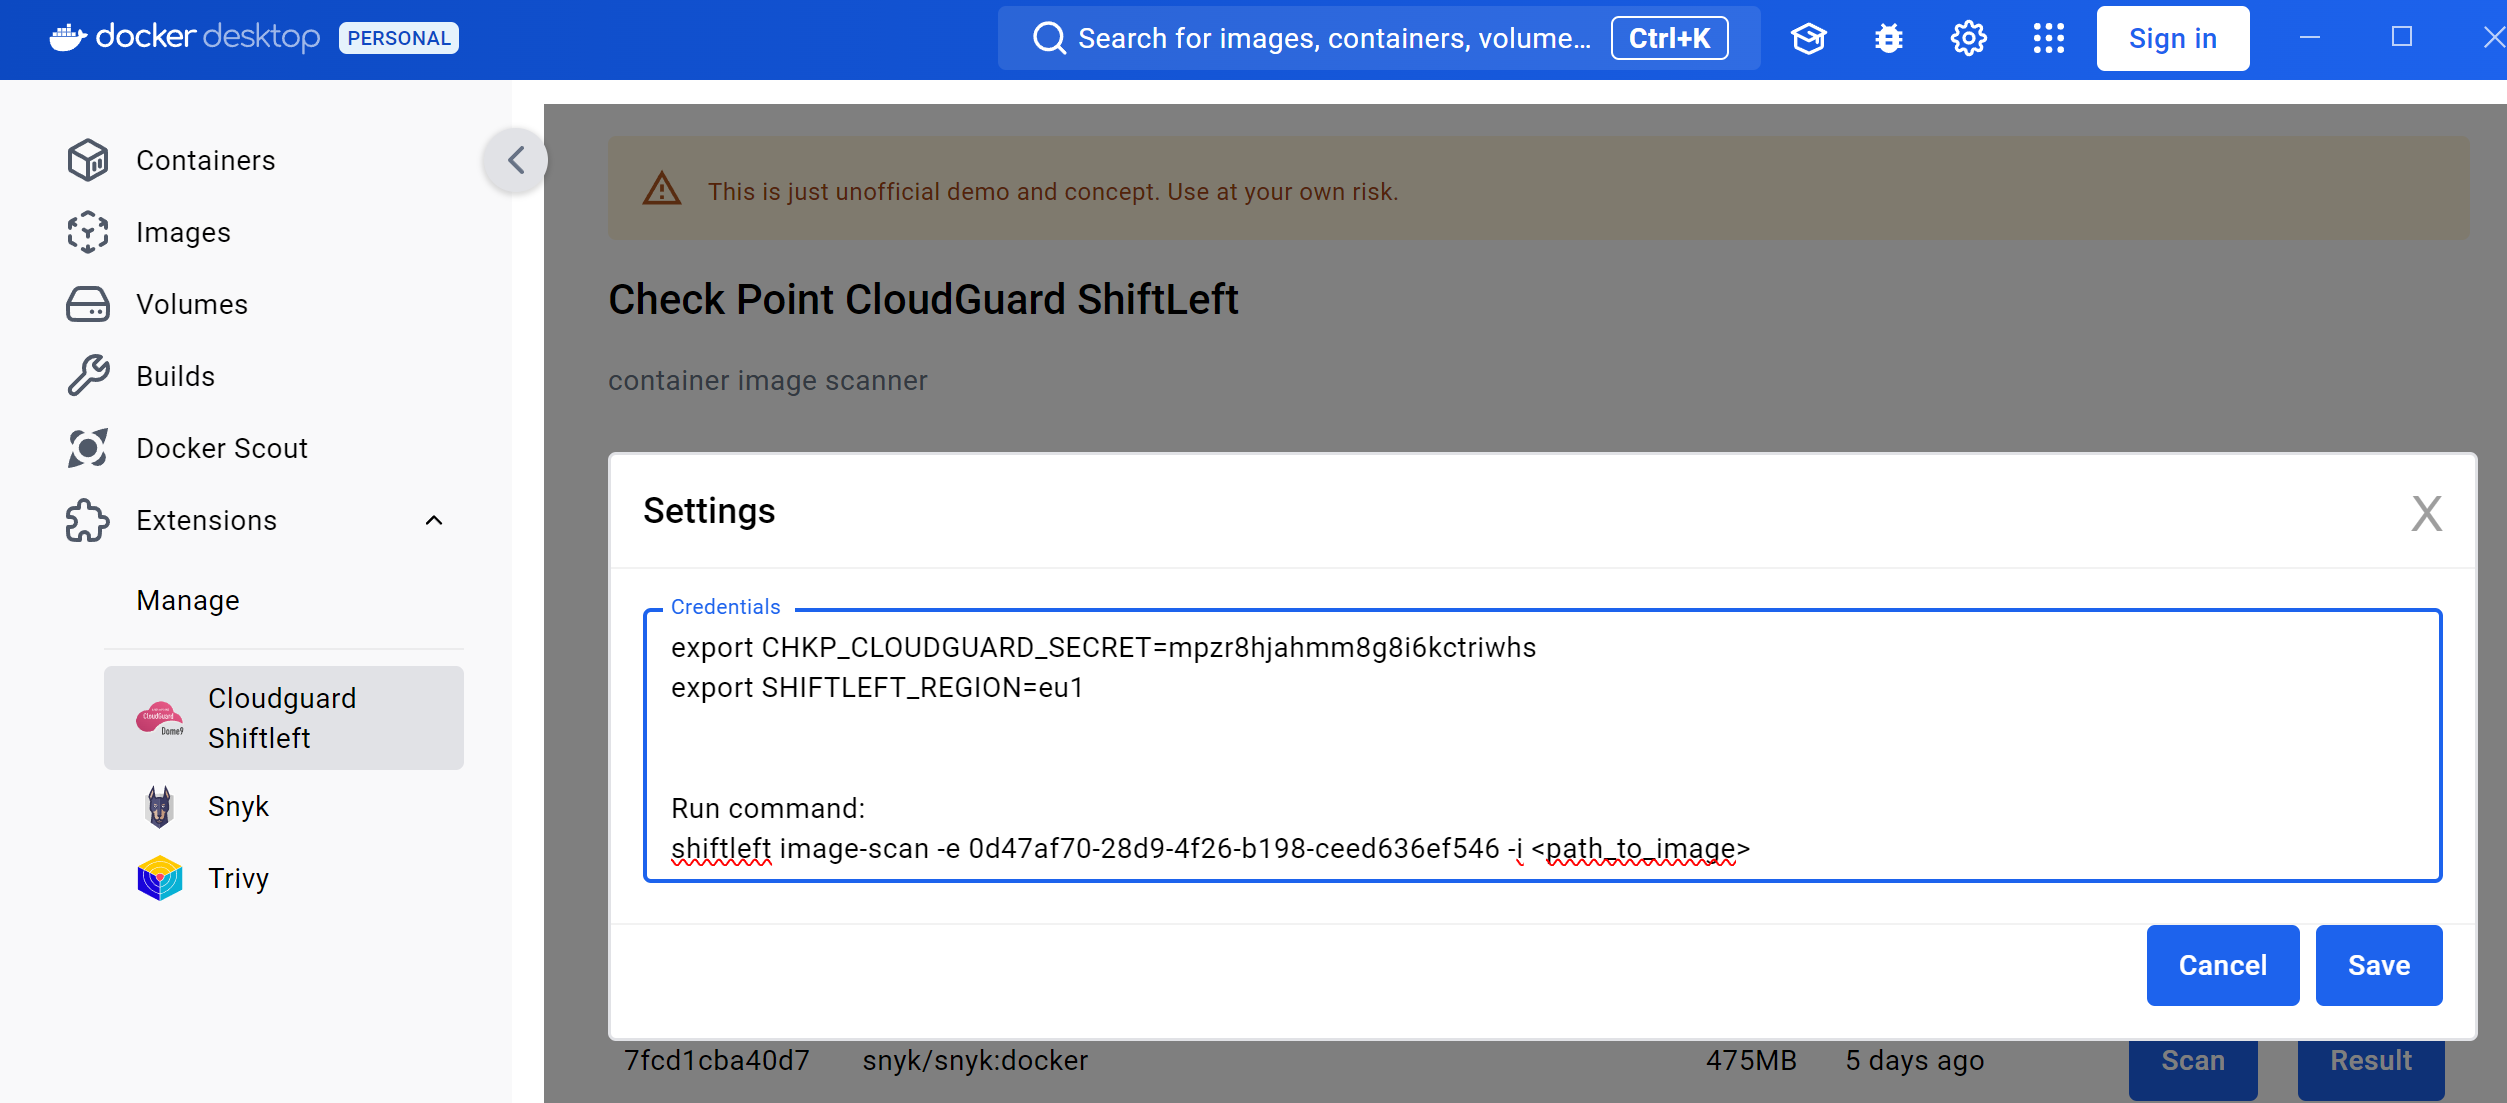 docker desktop PERSONAL
Search for images, containers, volume... Ctrl+K
Sign in
Containers
Images
Volumes
Builds
Docker Scout
Extensions
Manage
CloudGuard
Dome9
Cloudguard
Shiftleft
Snyk
Trivy
This is just unofficial demo and concept. Use at your own risk.
Check Point CloudGuard ShiftLeft
container image scanner
Settings
X
Credentials
export CHKP_CLOUDGUARD_SECRET=mpzr8hjahmm8g8i6kctriwhs
export SHIFTLEFT_REGION=eu1
Run command:
shiftleft image-scan -e 0d47af70-28d9-4f26-b198-ceed636ef546 -i <path_to_image>
Cancel Save
7fcd1cba40d7 snyk/snyk:docker 475MB 5 days ago Scan Result